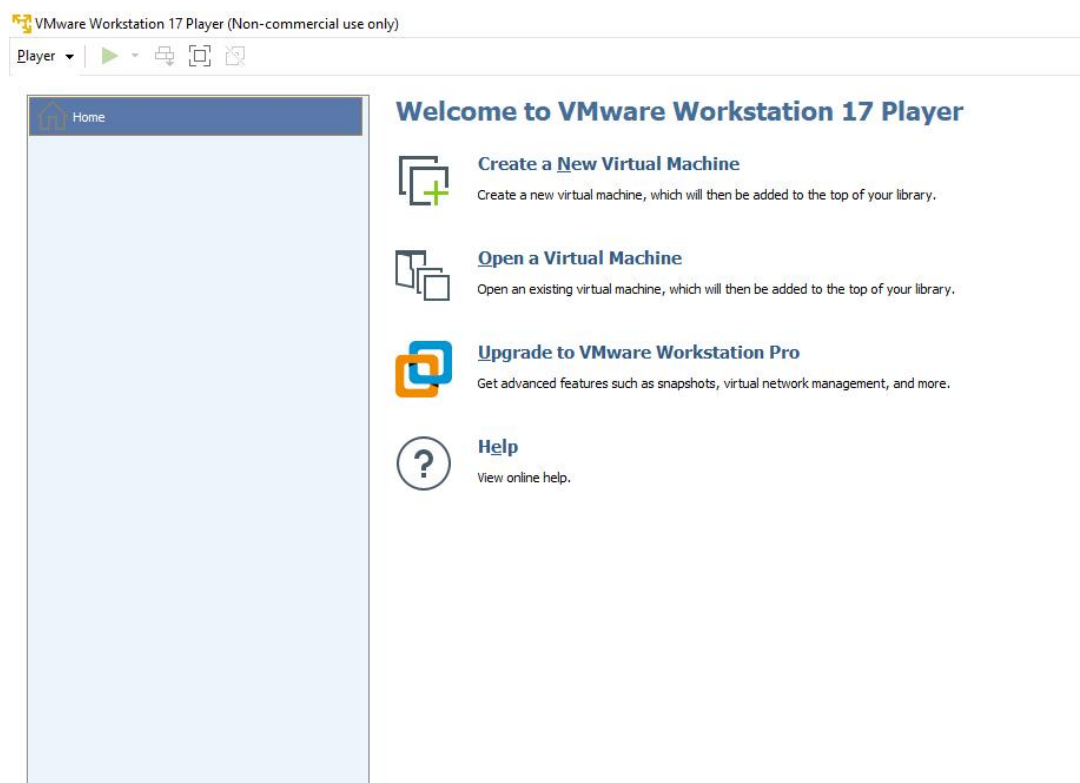 VMware Workstation 17 Player (Non-commercial use only)
Player
Home
Welcome to VMware Workstation 17 Player
Create a New Virtual Machine
Create a new virtual machine, which will then be added to the top of your library.
Open a Virtual Machine
Open an existing virtual machine, which will then be added to the top of your library.
Upgrade to VMware Workstation Pro
Get advanced features such as snapshots, virtual network management, and more.
?
Help
View online help.